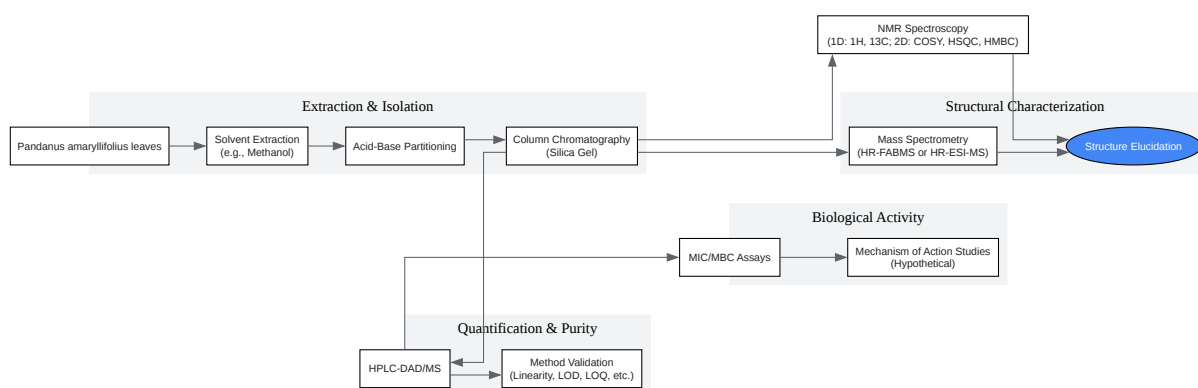 NMR Spectroscopy
(1D: 1H, 13C; 2D: COSY, HSQC, HMBC)
Extraction & Isolation
Structural Characterization
Pandanus amaryllifolius leaves
Solvent Extraction
(e.g., Methanol)
Acid-Base Partitioning
Column Chromatography
(Silica Gel)
Mass Spectrometry
(HR-FABMS or HR-ESI-MS)
Structure Elucidation
Biological Activity
MIC/MBC Assays
Mechanism of Action Studies
(Hypothetical)
Quantification & Purity
HPLC-DAD/MS
Method Validation
(Linearity, LOD, LOQ, etc.)